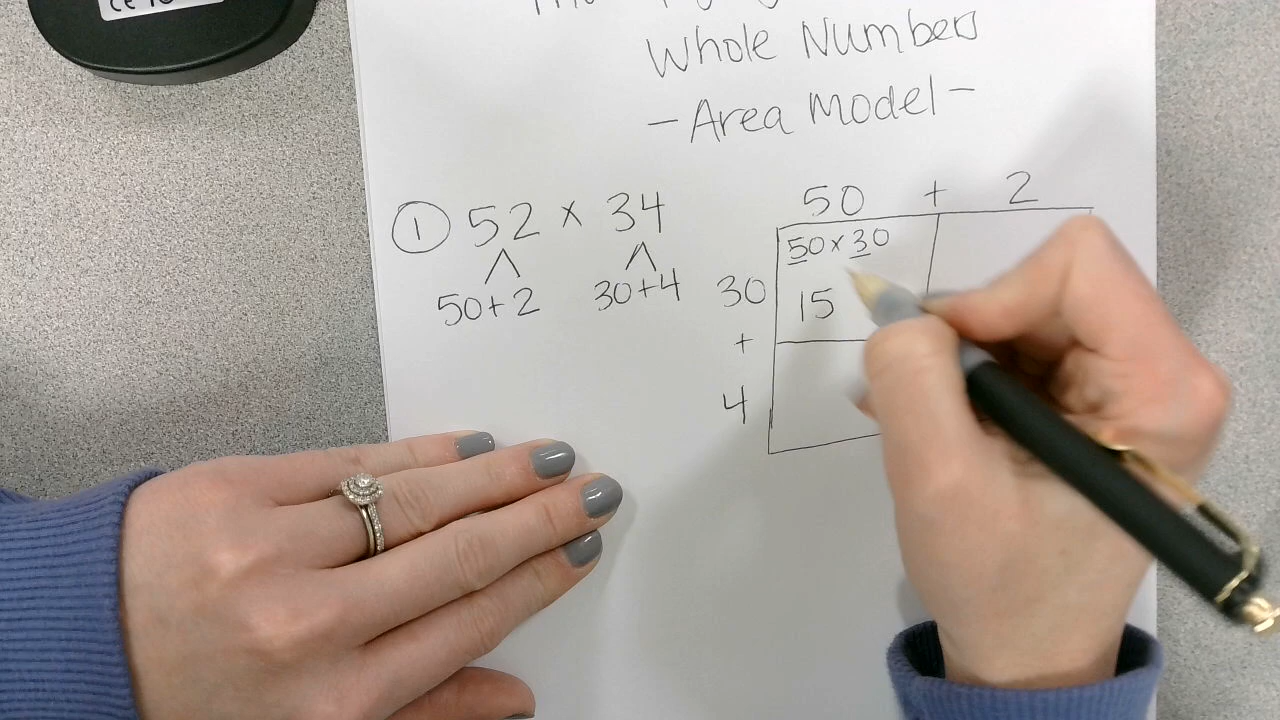 Whole Numbers
- Area Model -
1 52 x 34
50+2 30+4
50 + 2
50x30
30 15
+
4